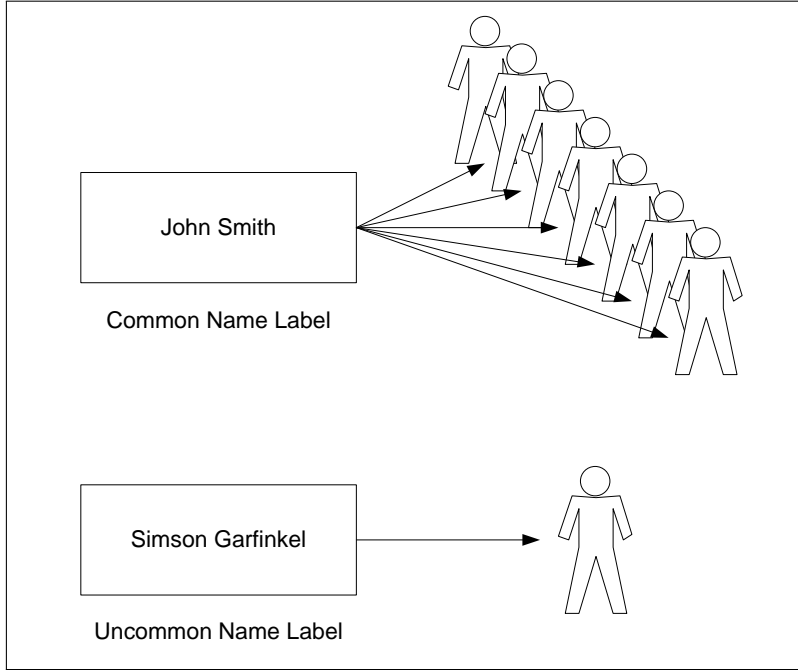 John Smith
Common Name Label
Simson Garfinkel
Uncommon Name Label